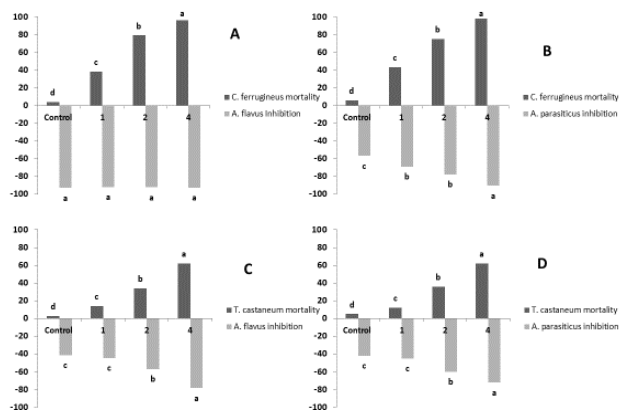 A
100
80
60
40
20
0
-20
-40
-60
-80
-100
d
c
b
a
Control
1
2
4
a
a
a
a
C. ferrugineus mortality
A. flavus Inhibition
B
100
80
60
40
20
0
-20
-40
-60
-80
-100
d
c
b
a
Control
1
2
4
c
b
b
a
C. ferrugineus mortality
A. parasiticus inhibition
C
100
80
60
40
20
0
-20
-40
-60
-80
-100
d
c
b
a
Control
1
2
4
c
c
b
a
T. castaneum mortality
A. flavus inhibition
D
100
80
60
40
20
0
-20
-40
-60
-80
-100
d
c
b
a
Control
1
2
4
c
c
b
a
T. castaneum mortality
A. parasiticus inhibition